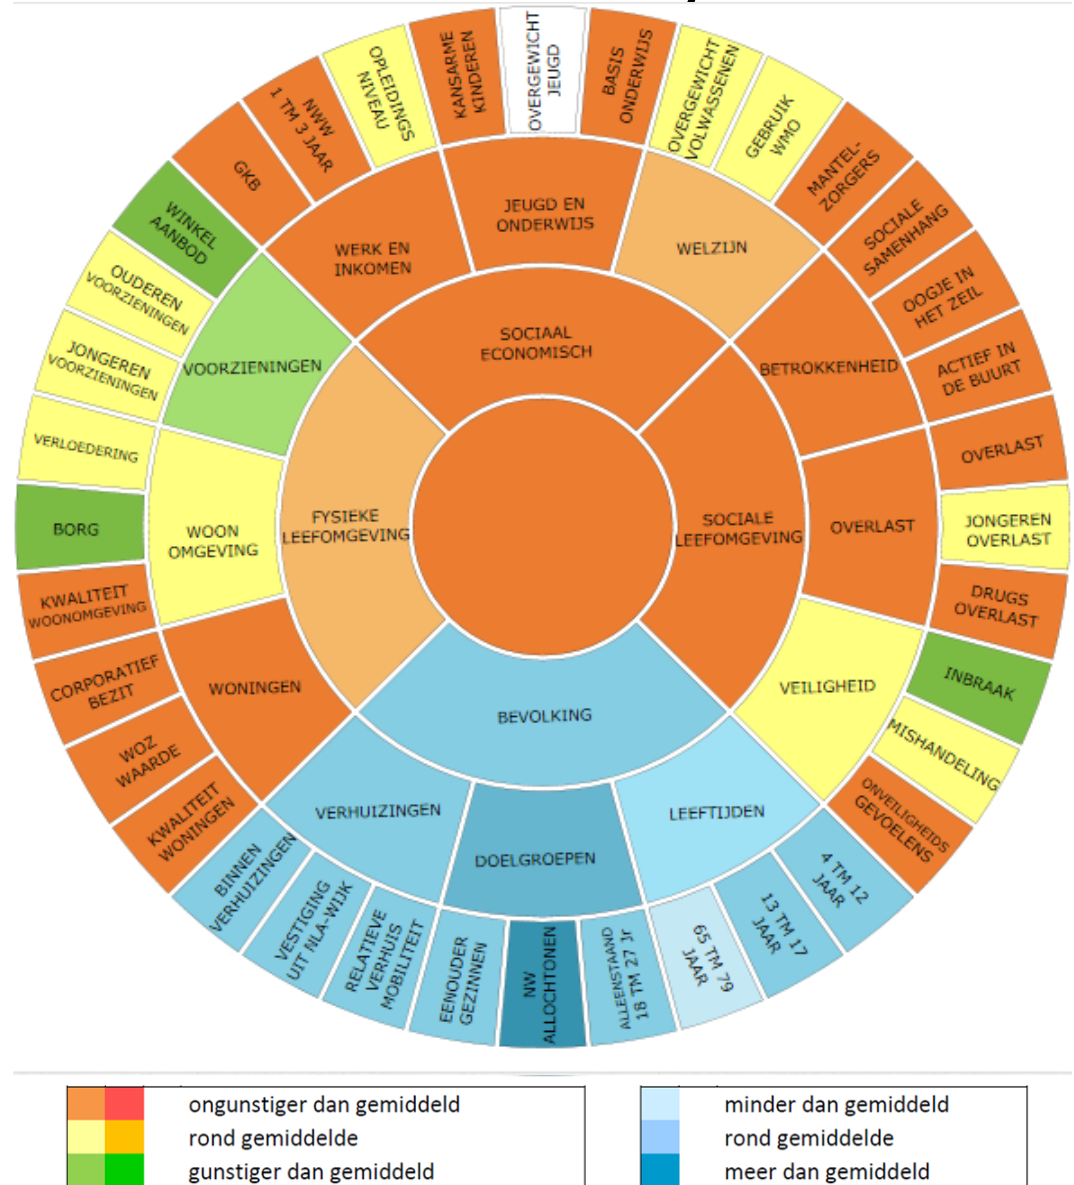 OVERGEWICHT
JEUGD
BASIS
ONDERWIJS
OVERGEWICHT
VOLWASSENEN
GEBRUIK
WMO
MANTEL-
ZORGERS
SOCIALE
SAMENHANG
OOGJE IN
HET ZEIL
ACTIEF IN
DE BUURT
OVERLAST
JONGEREN
OVERLAST
DRUGS
OVERLAST
INBRAAK
MISHANDELING
ONVEILIGHEIDS
GEVOELENS
4 TM 12
JAAR
13 TM 17
JAAR
65 TM 79
JAAR
ALLEENSTAAND
18 TM 27 Jr
NW
ALLOCHTONEN
EENOUDER
GEZINNEN
RELATIEVE
VERHUIS
MOBILITEIT
VESTIGING
UIT NLA-WIJK
BINNEN
VERHUIZINGEN
KWALITEIT
WONINGEN
WOZ
WAARDE
CORPORATIEF
BEZIT
KWALITEIT
WOONOMGEVING
BORG
VERLOEDERING
JONGEREN
VOORZIENINGEN
OUDEREN
VOORZIENINGEN
WINKEL
AANBOD
GKB
NWW
1 TM 3 JAAR
OPLEIDINGS
NIVEAU
KANSARME
KINDEREN
JEUGD EN
ONDERWIJS
WELZIJN
BETROKKENHEID
OVERLAST
VEILIGHEID
LEEFTIJDEN
DOELGROEPEN
VERHUIZINGEN
WONINGEN
WOON
OMGEVING
VOORZIENINGEN
WERK EN
INKOMEN
SOCIAAL
ECONOMISCH
SOCIALE
LEEFOMGEVING
BEVOLKING
FYSIEKE
LEEFOMGEVING
ongunstiger dan gemiddeld
rond gemiddelde
gunstiger dan gemiddeld
minder dan gemiddeld
rond gemiddelde
meer dan gemiddeld